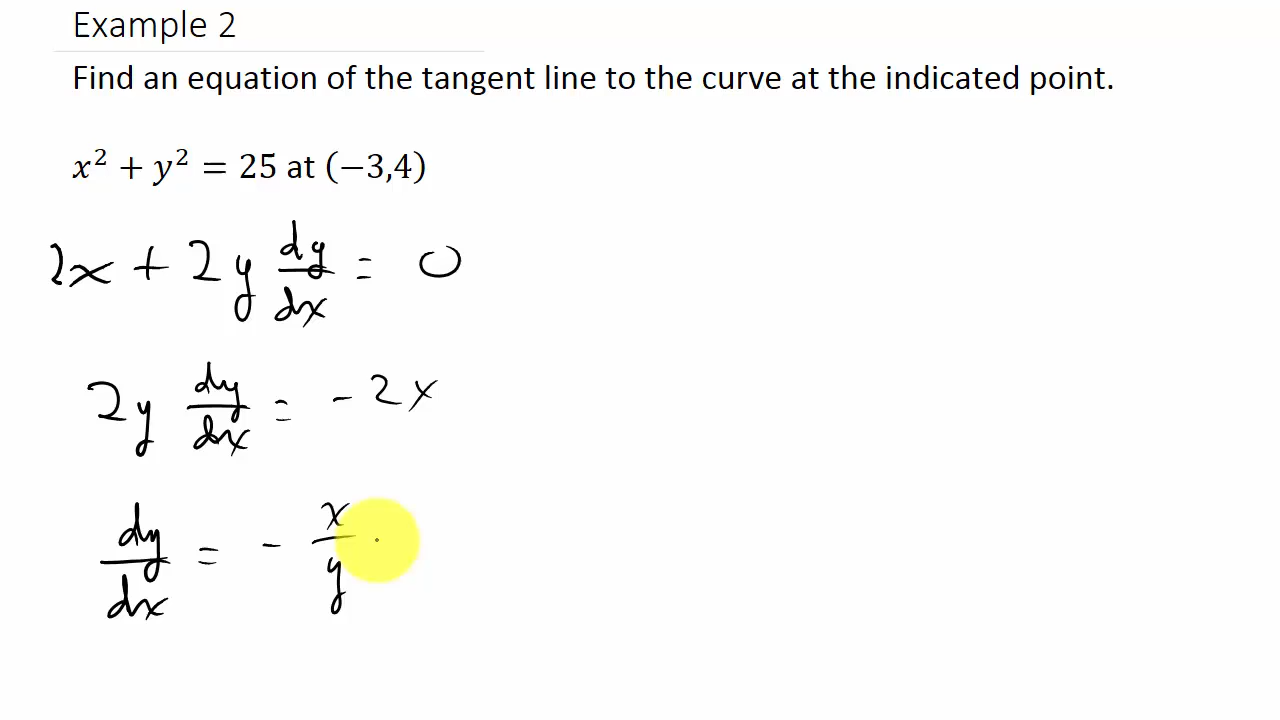 Example 2
Find an equation of the tangent line to the curve at the indicated point.
x² + y² = 25 at (−3,4)
2x + 2y dy/dx = 0
2y dy/dx = - 2x
dy/dx = - x/y